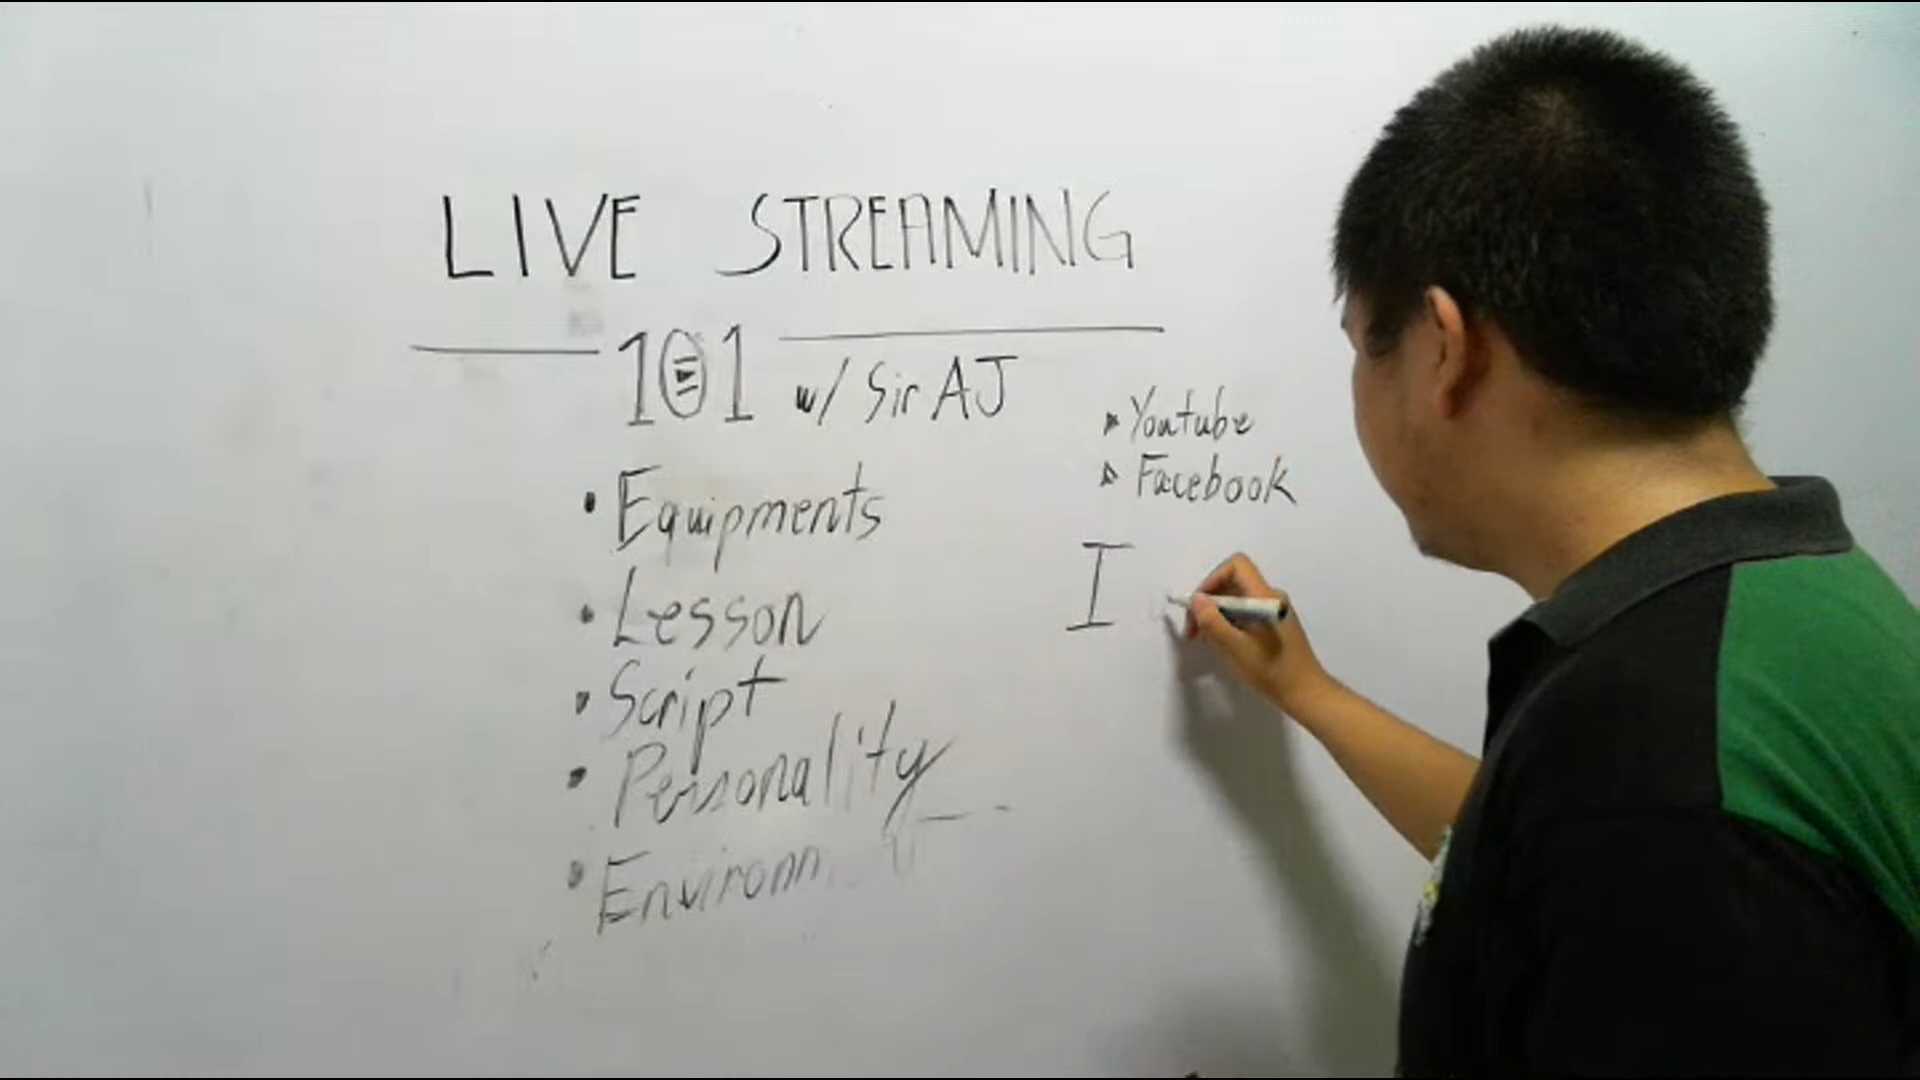 LIVE STREAMING
101 w/ Sir AJ
• Equipments
• Lesson
• Script
• Personality
▸ Youtube
▸ Facebook
I